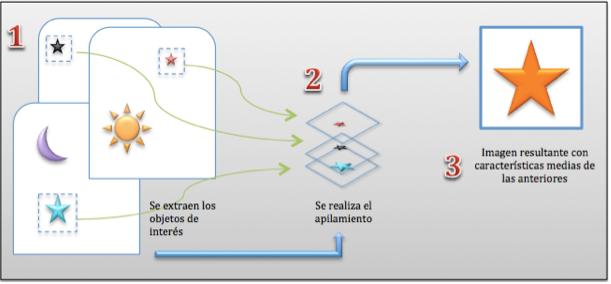 1
Se extraen los
objetos de
interés
2
Se realiza el
apilamiento
3
Imagen resultante con
características medias de
las anteriores